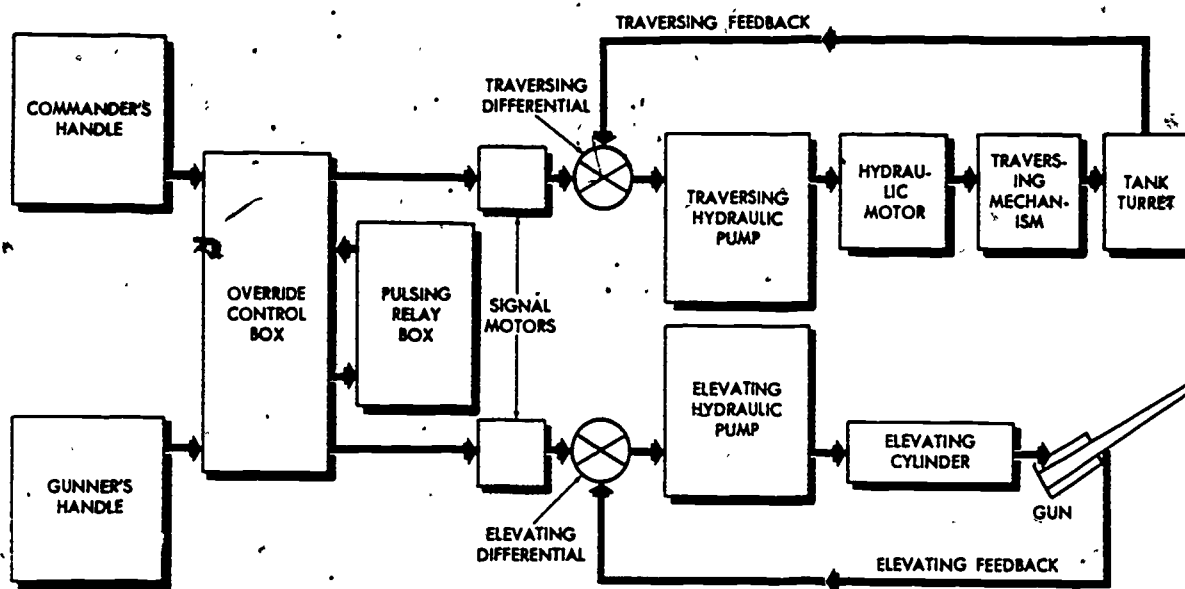 TRAVERSING FEEDBACK
COMMANDER'S
HANDLE
TRAVERSING
DIFFERENTIAL
TRAVERSING
HYDRAULIC
PUMP
HYDRAU-
LIC
MOTOR
TRAVERS-
ING
MECHAN-
ISM
TANK
TURRET
OVERRIDE
CONTROL
BOX
PULSING
RELAY
BOX
SIGNAL
MOTORS
ELEVATING
HYDRAULIC
PUMP
ELEVATING
CYLINDER
GUN
GUNNER'S
HANDLE
ELEVATING
DIFFERENTIAL
ELEVATING FEEDBACK